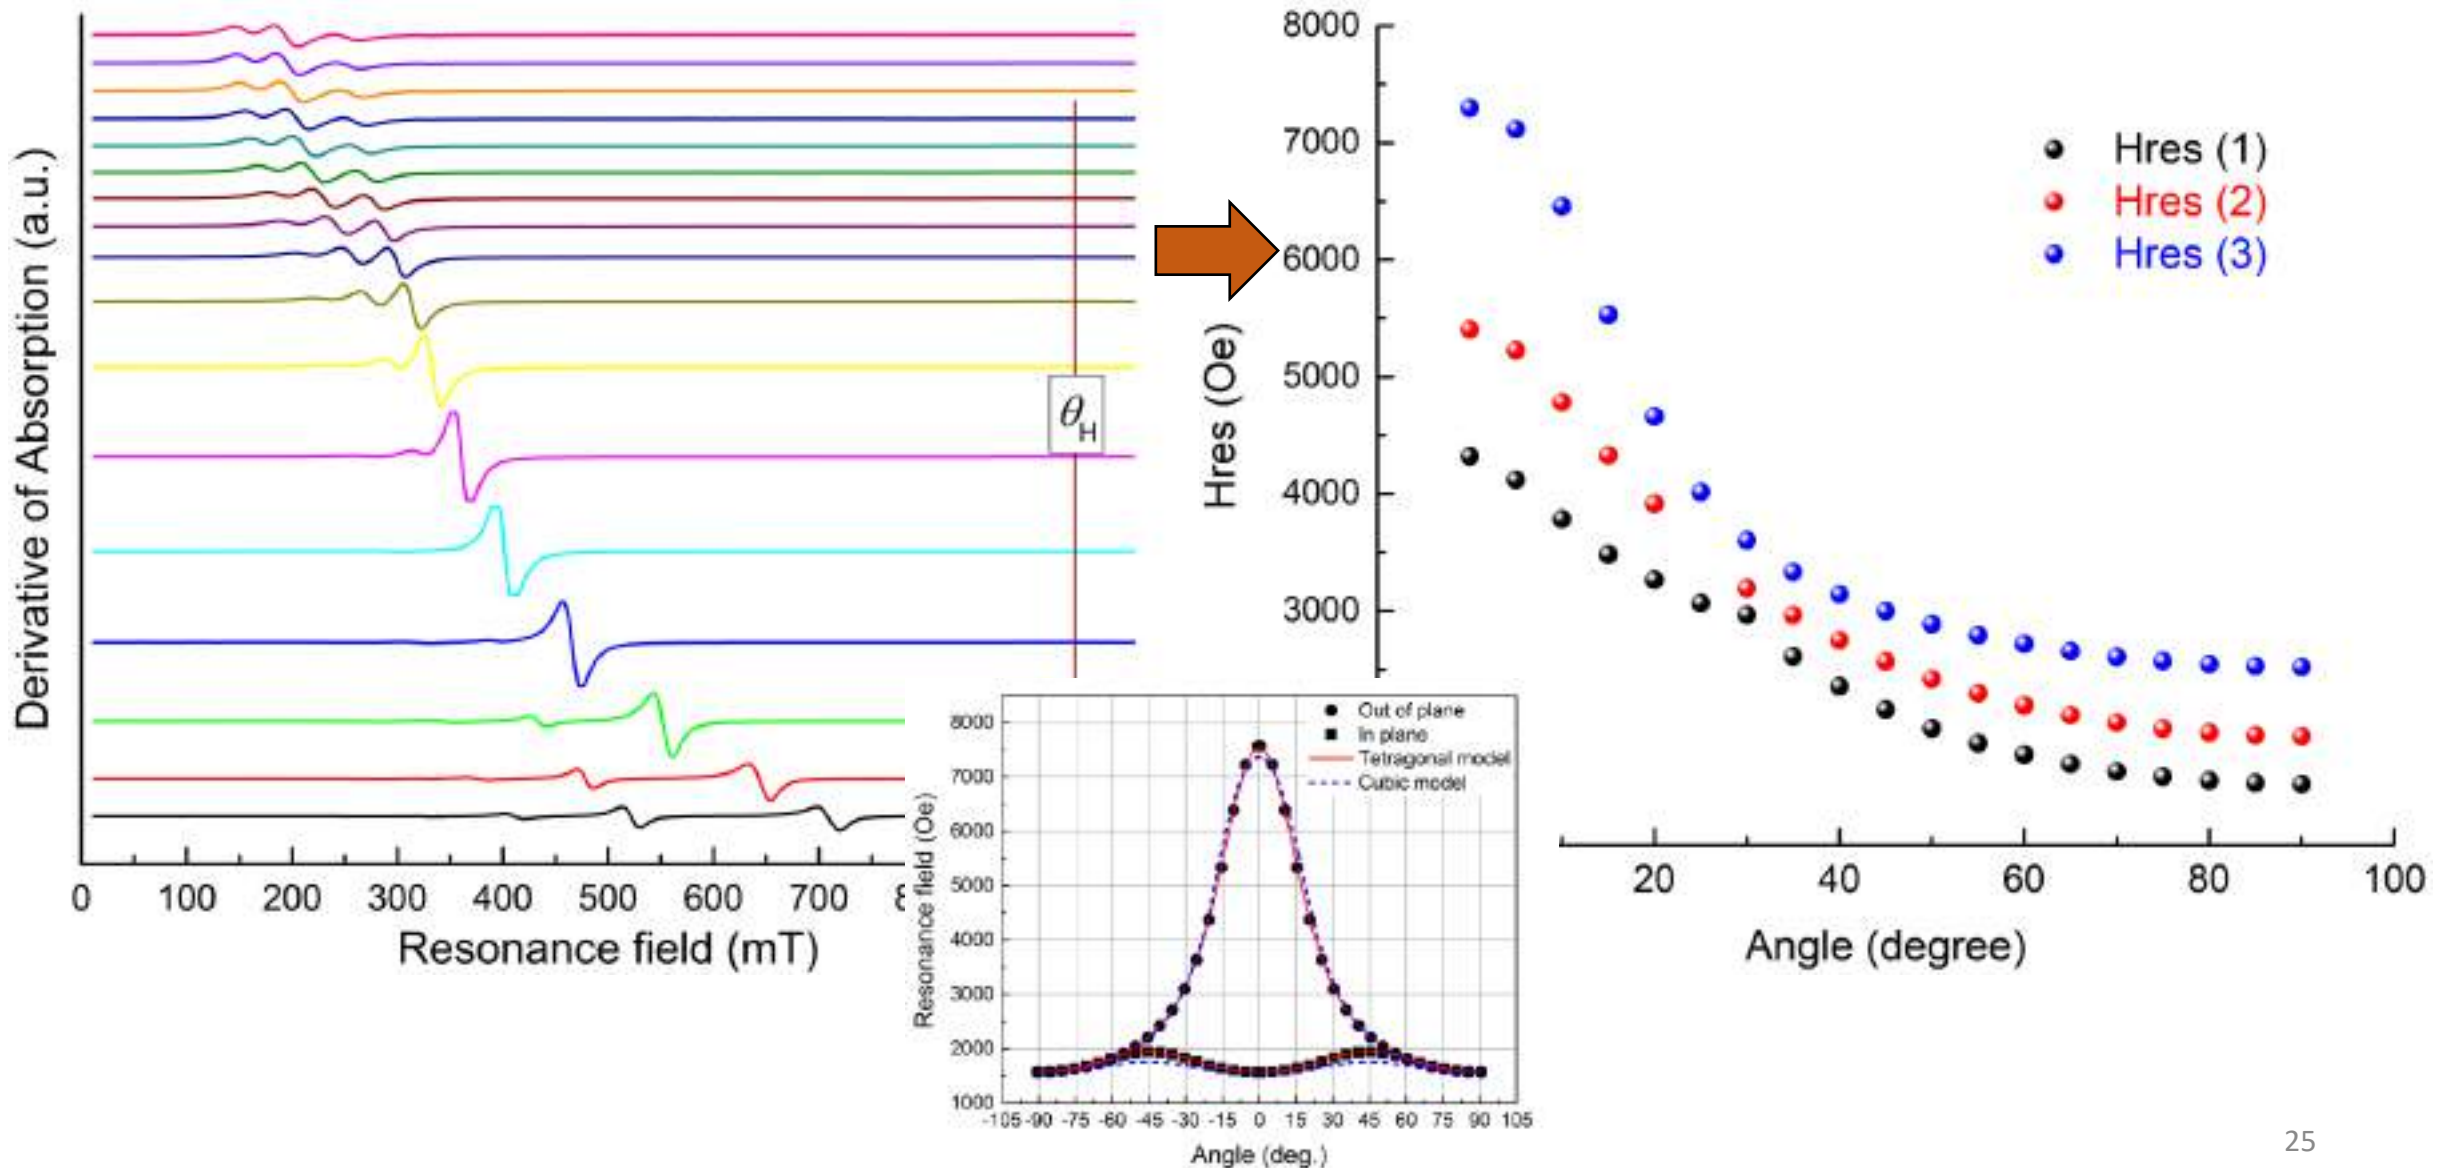 Derivative of Absorption (a.u.)
θH
0 100 200 300 400 500 600 700
Resonance field (mT)
8000
7000
6000
5000
4000
3000
Hres (Oe)
Hres (1)
Hres (2)
Hres (3)
20 40 60 80 100
Angle (degree)
Out of plane
In plane
Tetragonal model
Cubic model
8000
7000
6000
5000
4000
3000
2000
1000
Resonance field (Oe)
-105 -90 -75 -60 -45 -30 -15 0 15 30 45 60 75 90 105
Angle (deg.)
25